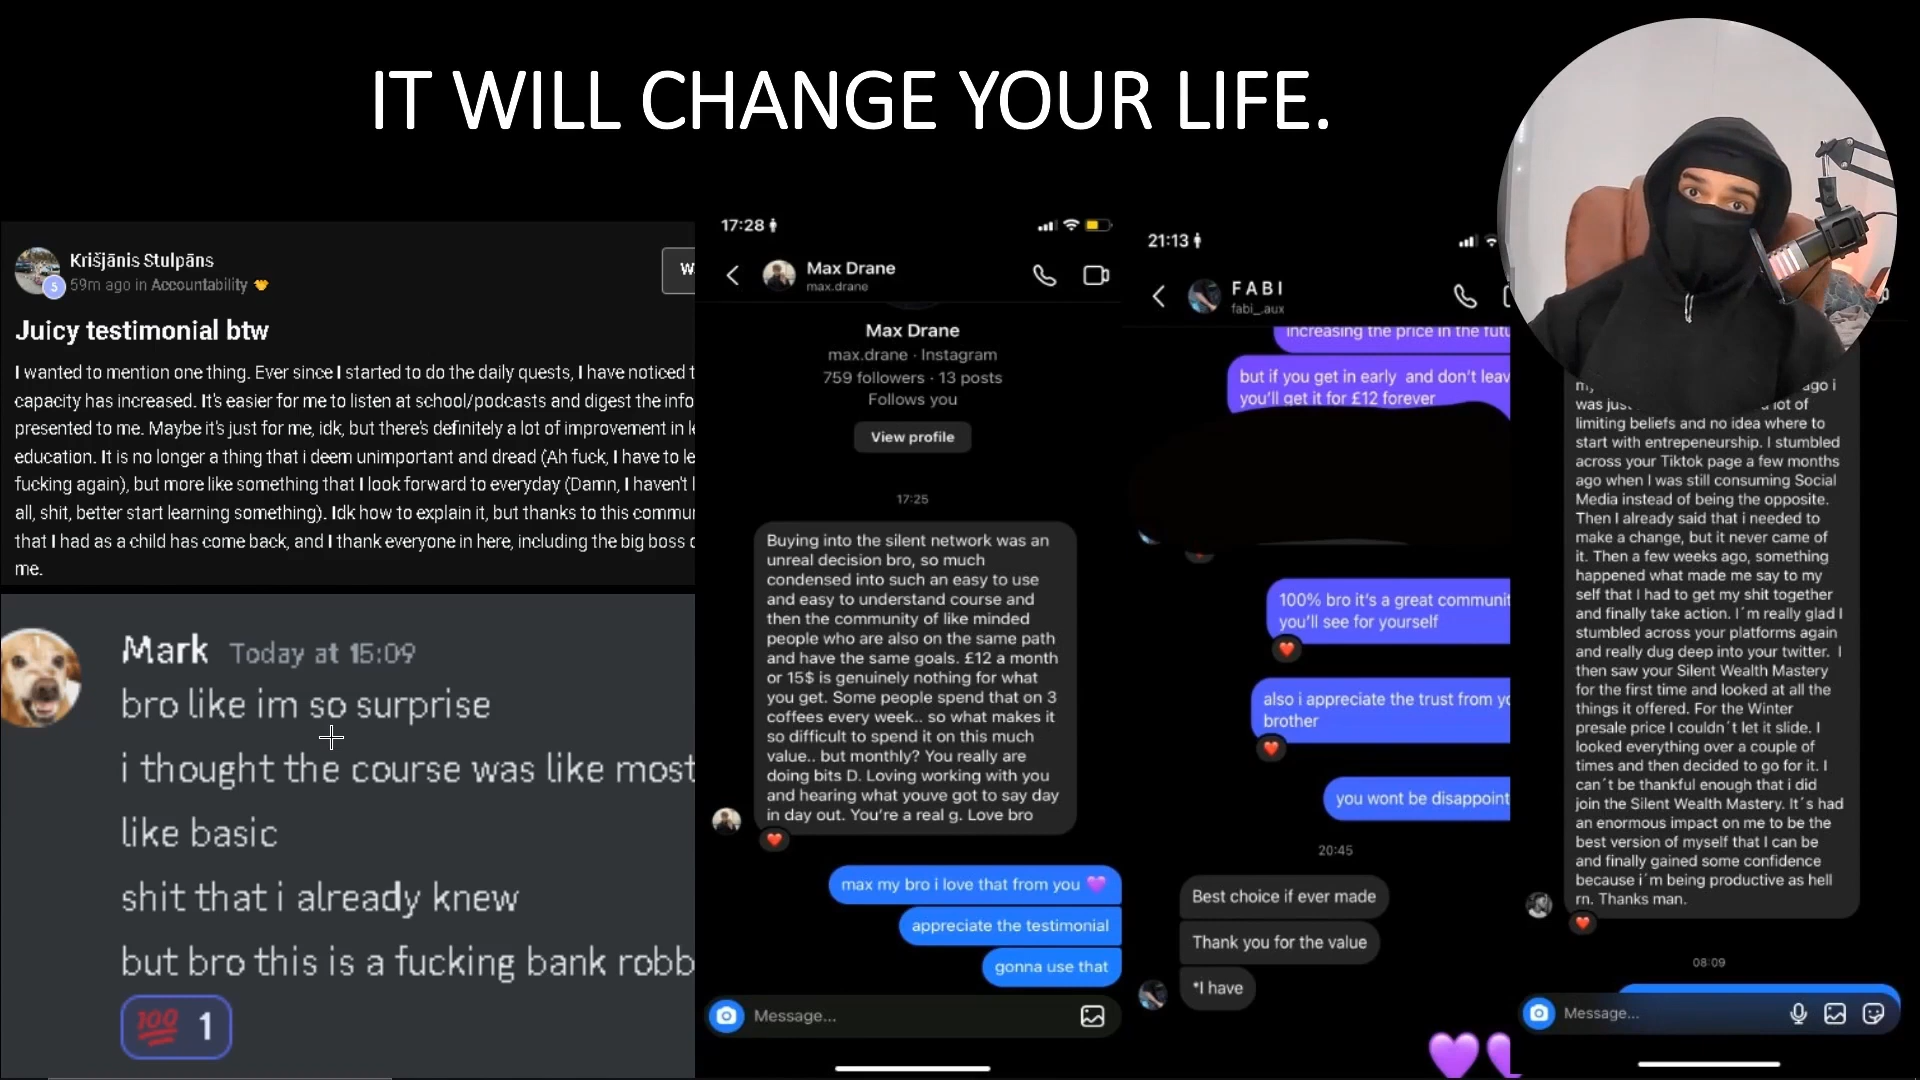 IT WILL CHANGE YOUR LIFE.
Krišjānis Stulpāns
59m ago in Accountability
W
Juicy testimonial btw
I wanted to mention one thing. Ever since I started to do the daily quests, I have noticed t
capacity has increased. It's easier for me to listen at school/podcasts and digest the info
presented to me. Maybe it's just for me, idk, but there's definitely a lot of improvement in le
education. It is no longer a thing that i deem unimportant and dread (Ah fuck, I have to le
fucking again), but more like something that I look forward to everyday (Damn, I haven't l
all, shit, better start learning something). Idk how to explain it, but thanks to this commu
that I had as a child has come back, and I thank everyone in here, including the big boss
me.
Mark Today at 15:09
bro like im so surprise
i thought the course was like most
like basic
shit that i already knew
but bro this is a fucking bank robb
100 1
17:28
Max Drane
max.drane
Max Drane
max.drane · Instagram
759 followers · 13 posts
Follows you
View profile
17:25
Buying into the silent network was an
unreal decision bro, so much
condensed into such an easy to use
and easy to understand course and
then the community of like minded
people who are also on the same path
and have the same goals. £12 a month
or 15$ is genuinely nothing for what
you get. Some people spend that on 3
coffees every week.. so what makes it
so difficult to spend it on this much
value.. but monthly? You really are
doing bits D. Loving working with you
and hearing what youve got to say day
in day out. You're a real g. Love bro
max my bro i love that from you 💜
appreciate the testimonial
gonna use that
Message...
21:13
F A B I
fabi_.aux
increasing the price in the futu
but if you get in early and don't leav
you'll get it for £12 forever
100% bro it's a great communit
you'll see for yourself
also i appreciate the trust from yo
brother
you wont be disappoint
20:45
Best choice if ever made
Thank you for the value
*I have
ago i
was jus
lot of
limiting beliefs and no idea where to
start with entrepeneurship. I stumbled
across your Tiktok page a few months
ago when I was still consuming Social
Media instead of being the opposite.
Then I already said that i needed to
make a change, but it never came of
it. Then a few weeks ago, something
happened what made me say to my
self that I had to get my shit together
and finally take action. I´m really glad I
stumbled across your platforms again
and really dug deep into your twitter. I
then saw your Silent Wealth Mastery
for the first time and looked at all the
things it offered. For the Winter
presale price I couldn´t let it slide. I
looked everything over a couple of
times and then decided to go for it. I
can´t be thankful enough that i did
join the Silent Wealth Mastery. It´s had
an enormous impact on me to be the
best version of myself that I can be
and finally gained some confidence
because i´m being productive as hell
rn. Thanks man.
08:09
Message...